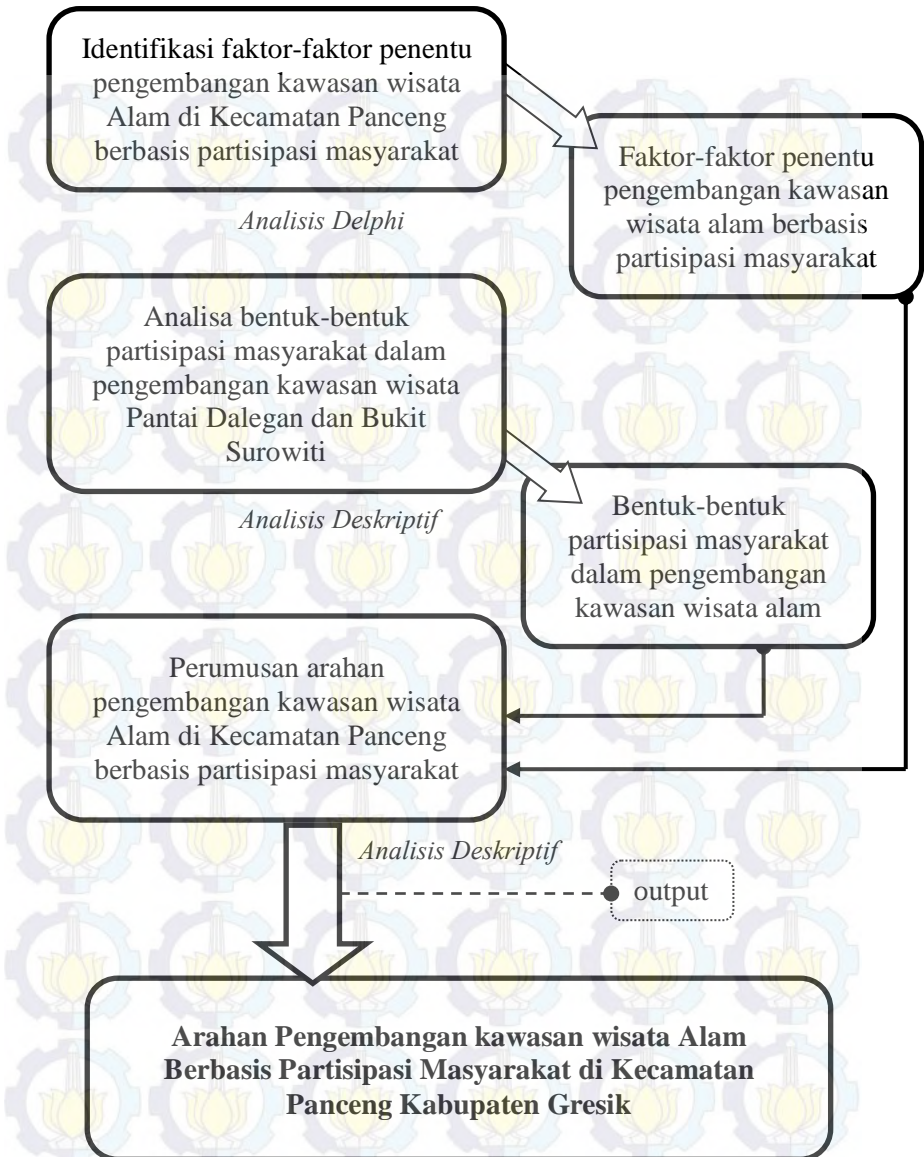 Identifikasi faktor-faktor penentu
pengembangan kawasan wisata
Alam di Kecamatan Panceng
berbasis partisipasi masyarakat
Faktor-faktor penentu
pengembangan kawasan
wisata alam berbasis
partisipasi masyarakat
Analisis Delphi
Analisa bentuk-bentuk
partisipasi masyarakat dalam
pengembangan kawasan wisata
Pantai Dalegan dan Bukit
Surowiti
Analisis Deskriptif
Bentuk-bentuk
partisipasi masyarakat
dalam pengembangan
kawasan wisata alam
Perumusan arahan
pengembangan kawasan wisata
Alam di Kecamatan Panceng
berbasis partisipasi masyarakat
Analisis Deskriptif
output
Arahan Pengembangan kawasan wisata Alam
Berbasis Partisipasi Masyarakat di Kecamatan
Panceng Kabupaten Gresik